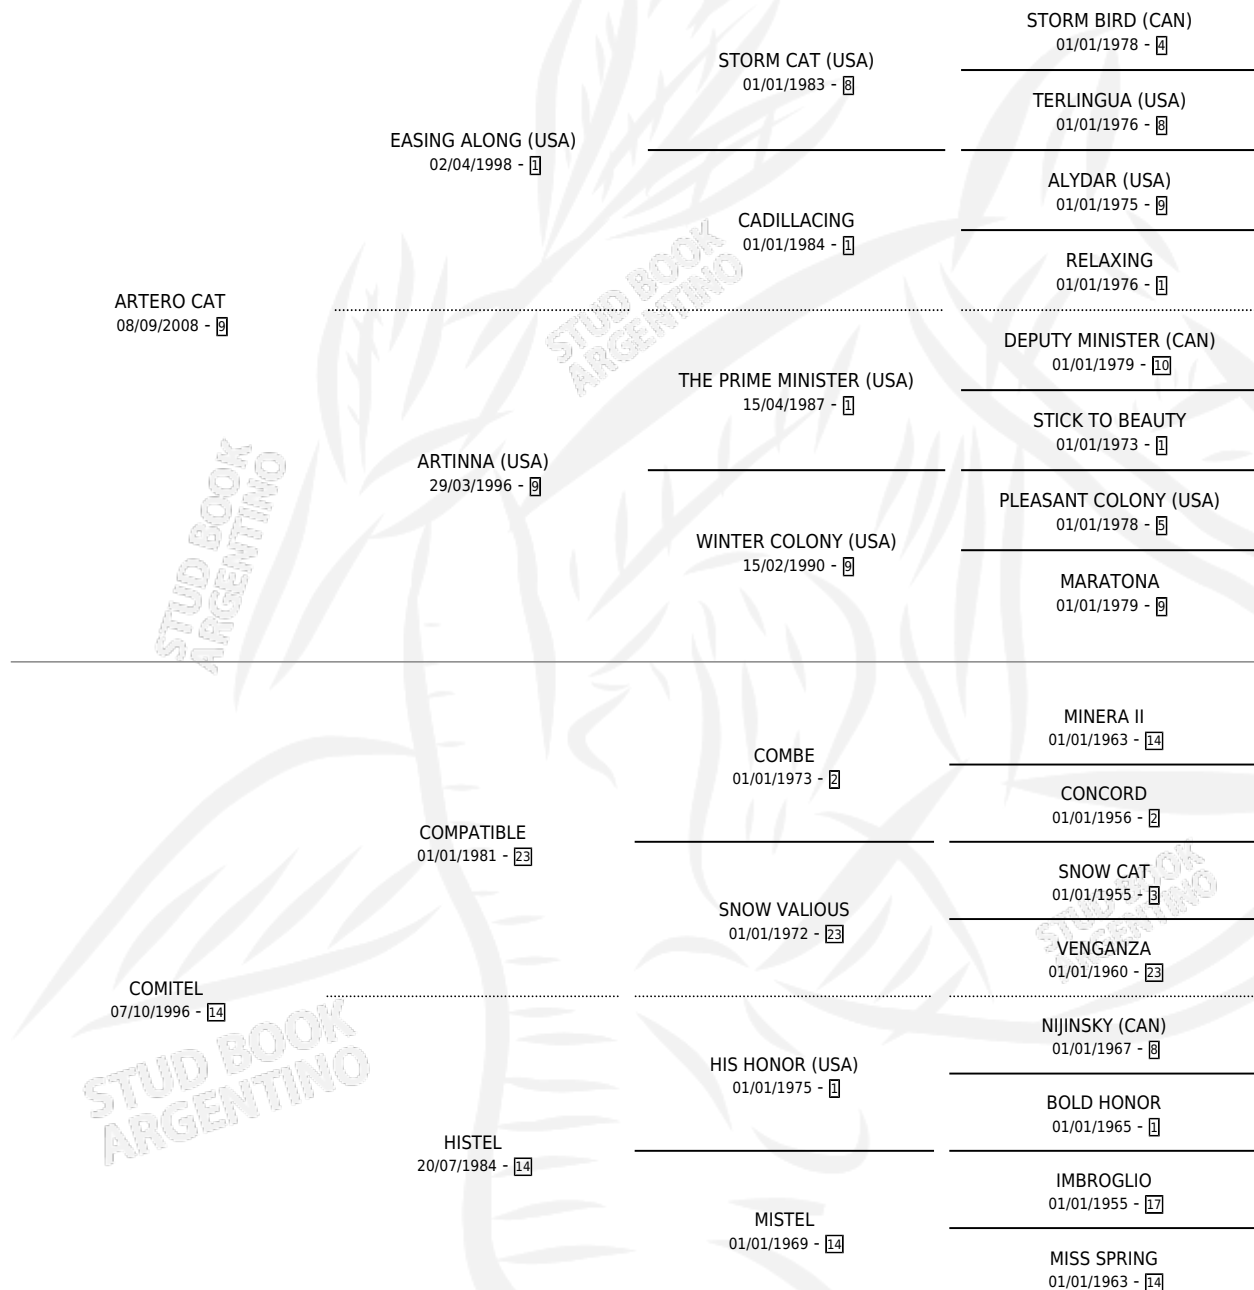 STORM BIRD (CAN)
01/01/1978 - 4
STORM CAT (USA)
01/01/1983 - 8
TERLINGUA (USA)
01/01/1976 - 8
EASING ALONG (USA)
02/04/1998 - 1
ALYDAR (USA)
01/01/1975 - 9
CADILLACING
01/01/1984 - 1
RELAXING
01/01/1976 - 1
ARTERO CAT
08/09/2008 - 9
DEPUTY MINISTER (CAN)
01/01/1979 - 10
THE PRIME MINISTER (USA)
15/04/1987 - 1
STICK TO BEAUTY
01/01/1973 - 1
ARTINNA (USA)
29/03/1996 - 9
PLEASANT COLONY (USA)
01/01/1978 - 5
WINTER COLONY (USA)
15/02/1990 - 9
MARATONA
01/01/1979 - 9
STUD BOOK
ARGENTINO
STUD BOOK
ARGENTINO
MINERA II
01/01/1963 - 14
COMBE
01/01/1973 - 2
CONCORD
01/01/1956 - 2
COMPATIBLE
01/01/1981 - 23
SNOW CAT
01/01/1955 - 3
SNOW VALIOUS
01/01/1972 - 23
VENGANZA
01/01/1960 - 23
COMITEL
07/10/1996 - 14
NIJINSKY (CAN)
01/01/1967 - 8
HIS HONOR (USA)
01/01/1975 - 1
BOLD HONOR
01/01/1965 - 1
HISTEL
20/07/1984 - 14
IMBROGLIO
01/01/1955 - 17
MISTEL
01/01/1969 - 14
MISS SPRING
01/01/1963 - 14
STUD BOOK
ARGENTINO
STUD BOOK
ARGENTINO